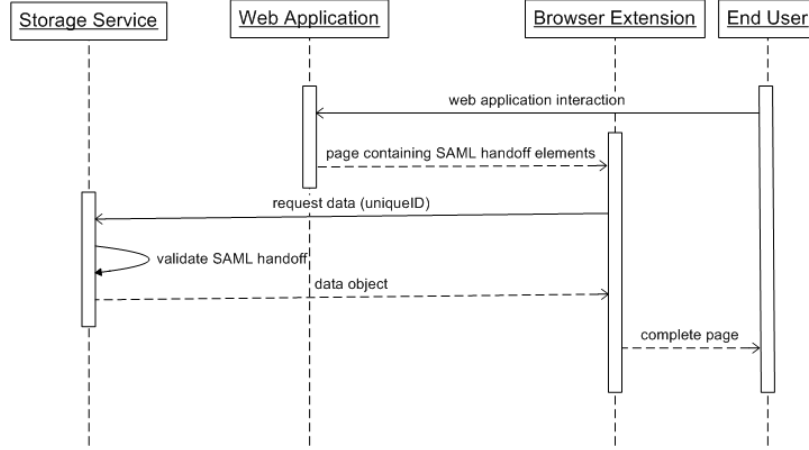 Storage Service
Web Application
Browser Extension
End User
web application interaction
page containing SAML handoff elements
request data (uniqueID)
validate SAML handoff
data object
complete page